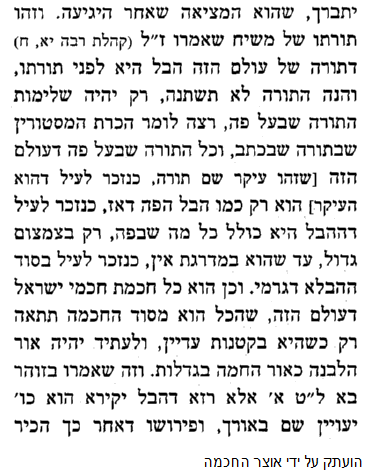 יתברך, שהוא המציאה שאחר היגיעה. וזהו
תורתו של משיח שאמרו ז״ל (קהלת רבה יא, ח)
דתורה של עולם הזה הבל היא לפני תורתו,
והנה התורה לא תשתנה, רק יהיה שלימות
התורה שבעל פה, רצה לומר הכרת המסטורין
שבתורה שבכתב, וכל התורה שבעל פה דעולם
הזה [שזהו עיקר שם תורה, כנזכר לעיל דהוא
העיקר] הוא רק כמו הבל הפה דאז, כנזכר לעיל
דההבל היא כולל כל מה שבפה, רק בצמצום
גדול, עד שהוא במדרגת אין, כנזכר לעיל בסוד
ההבלא דגרמי. וכן הוא כל חכמת חכמי ישראל
דעולם הזה, שהכל הוא מסוד החכמה תתאה
רק כשהיא בקטנות עדיין, ולעתיד יהיה אור
הלבנה כאור החמה בגדלות. וזה שאמרו בזוהר
בא ל״ט א׳ אלא רזא דהבל יקירא הוא כו׳
יעויין שם באורך, ופירושו דאחר כך הכיר
הועתק על ידי אוצר החכמה